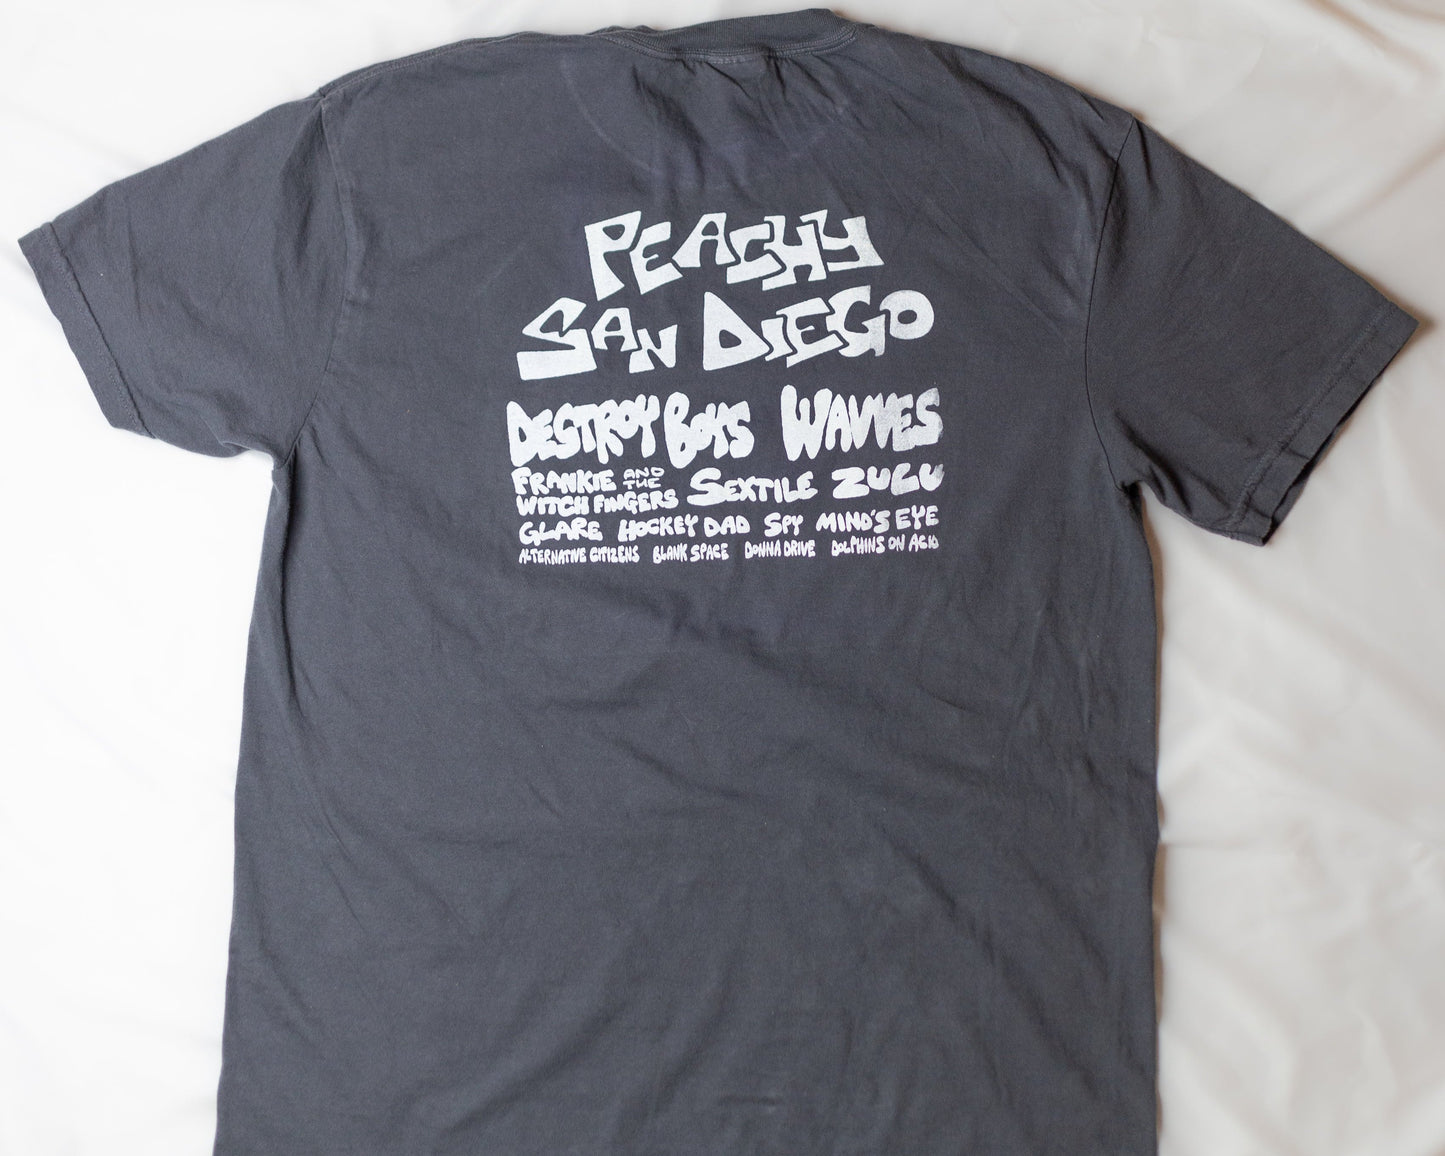 PEACHY
SAN DIEGO
DESTROY BOYS WAVVES
FRANKIE AND THE WITCH FINGERS SEXTILE ZULU
GLARE HOCKEY DAD SPY MIND'S EYE
ALTERNATIVE CITIZENS BLANK SPACE DONNA DRIVE DOLPHINS ON ACID